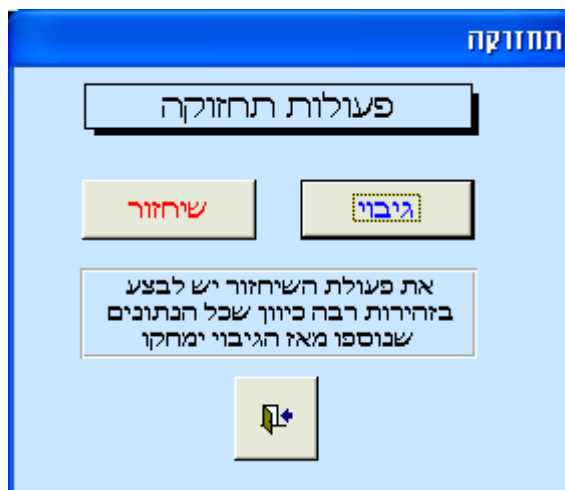 תחזוקה
פעולות תחזוקה
גיבוי
שיחזור
את פעולת השיחזור יש לבצע
בזהירות רבה כיוון שכל הנתונים
שנוספו מאז הגיבוי ימחקו